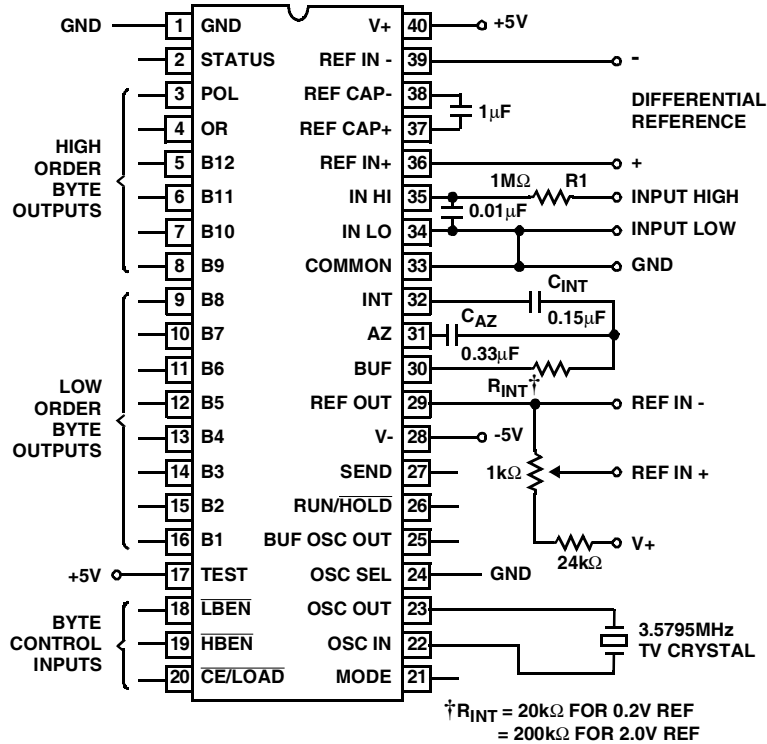 GND 1 GND V+ 40 +5V
2 STATUS REF IN - 39 -
3 POL REF CAP- 38
1µF
DIFFERENTIAL
REFERENCE
4 OR REF CAP+ 37
HIGH
ORDER
BYTE
OUTPUTS
5 B12 REF IN+ 36 +
1MΩ R1
6 B11 IN HI 35 INPUT HIGH
0.01µF
7 B10 IN LO 34 INPUT LOW
8 B9 COMMON 33 GND
CINT
9 B8 INT 32
0.15µF
CAZ
10 B7 AZ 31
0.33µF
11 B6 BUF 30
RINT†
LOW
ORDER
BYTE
OUTPUTS
12 B5 REF OUT 29 REF IN -
13 B4 V- 28 -5V
14 B3 SEND 27 1kΩ REF IN +
15 B2 RUN/HOLD 26
16 B1 BUF OSC OUT 25 V+
24kΩ
+5V 17 TEST OSC SEL 24 GND
BYTE
CONTROL
INPUTS
18 LBEN OSC OUT 23
3.5795MHz
TV CRYSTAL
19 HBEN OSC IN 22
20 CE/LOAD MODE 21
†RINT = 20kΩ FOR 0.2V REF
= 200kΩ FOR 2.0V REF